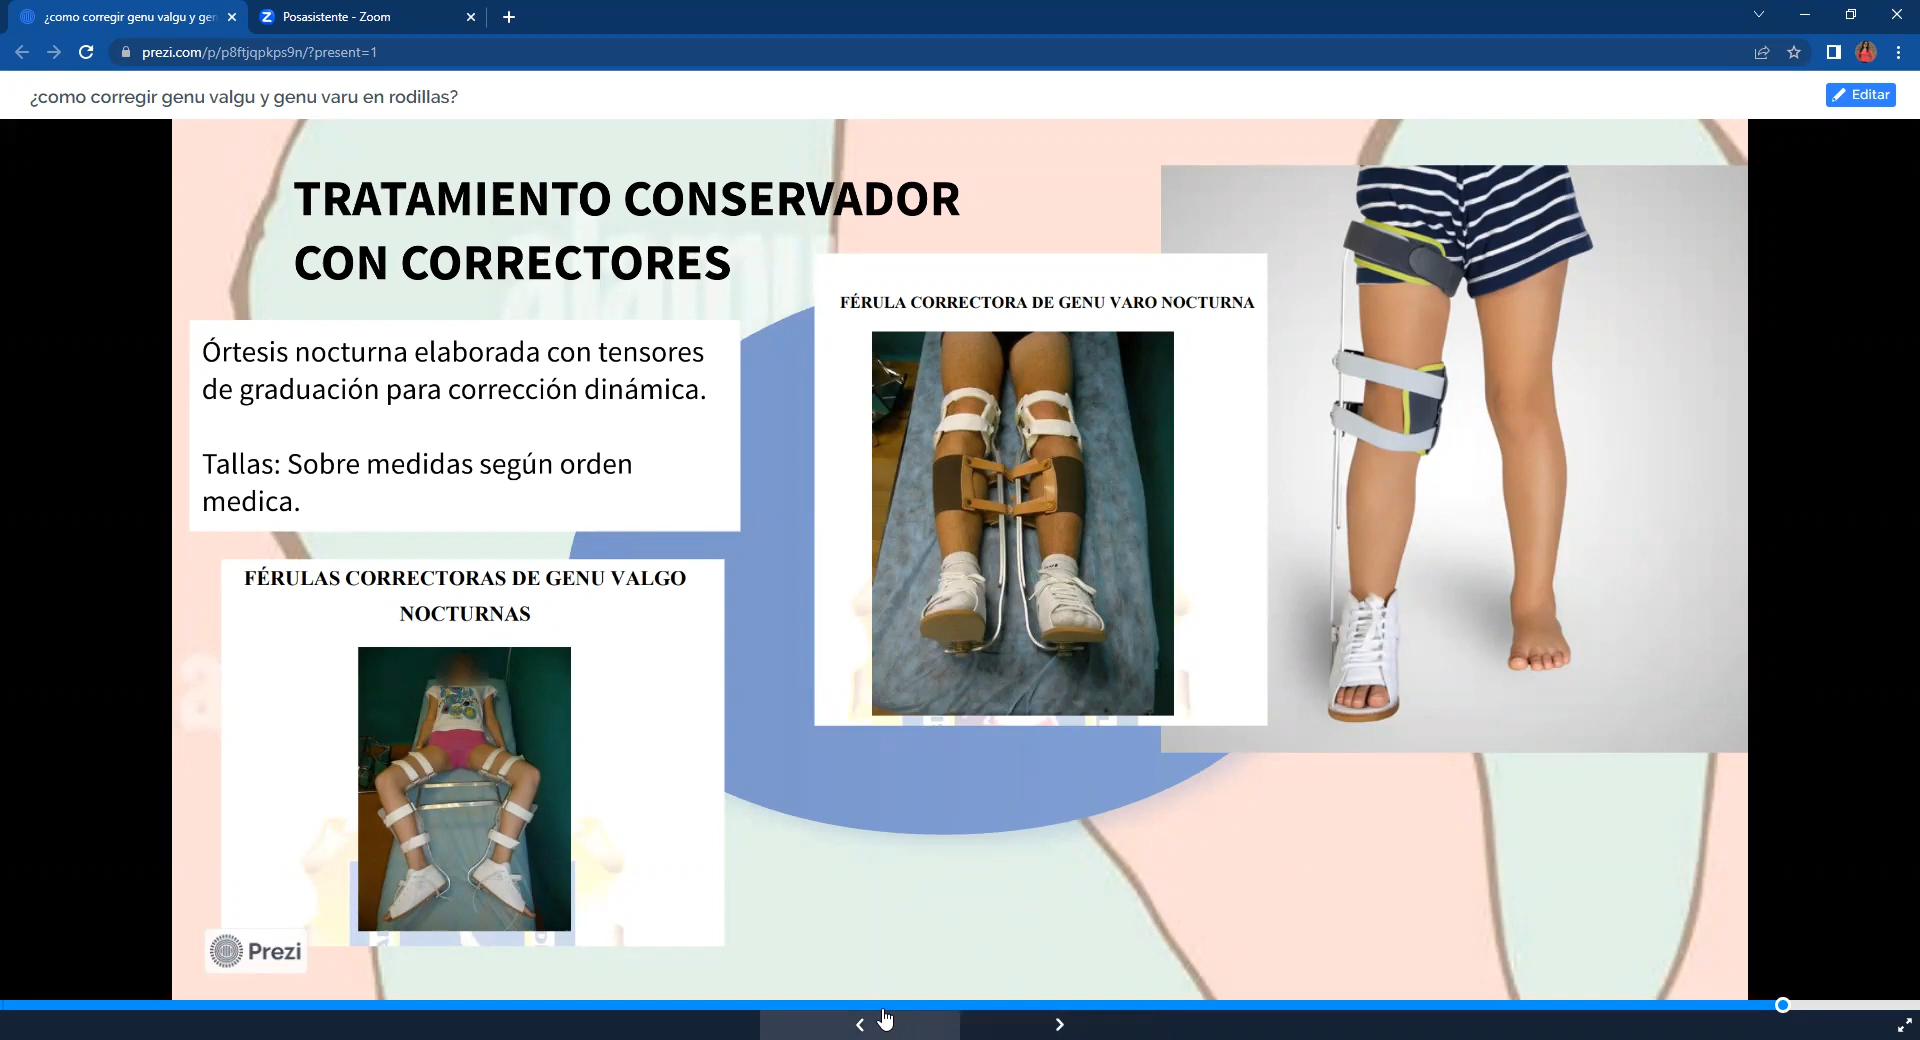 ¿como corregir genu valgu y gen
Posasistente - Zoom
prezi.com/p/p8ftjqpkps9n/?present=1
¿como corregir genu valgu y genu varu en rodillas?
Editar
TRATAMIENTO CONSERVADOR
CON CORRECTORES
Órtesis nocturna elaborada con tensores
de graduación para corrección dinámica.
Tallas: Sobre medidas según orden
medica.
FÉRULA CORRECTORA DE GENU VARO NOCTURNA
FÉRULAS CORRECTORAS DE GENU VALGO
NOCTURNAS
Prezi